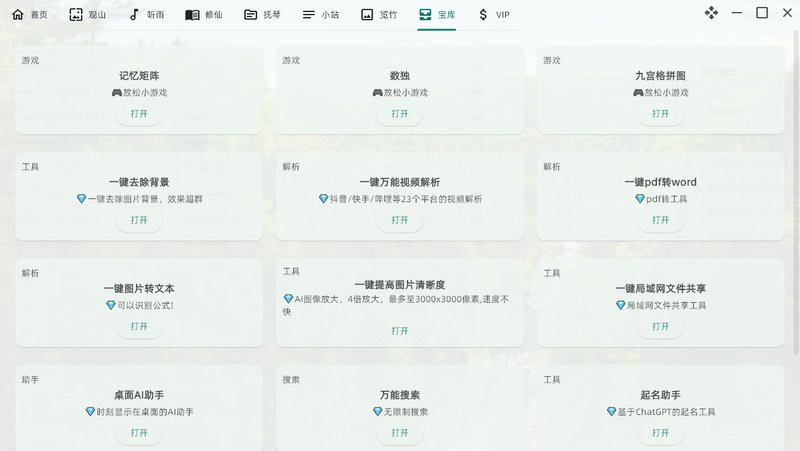 首页 观山 听雨 修仙 抚琴 小站 览竹 宝库 VIP
游戏
记忆矩阵
🎮放松小游戏
打开
游戏
数独
🎮放松小游戏
打开
游戏
九宫格拼图
🎮放松小游戏
打开
工具
一键去除背景
💎一键去除图片背景，效果超群
打开
解析
一键万能视频解析
💎抖音/快手/哔哩等23个平台的视频解析
打开
解析
一键pdf转word
💎pdf转工具
打开
解析
一键图片转文本
💎可以识别公式!
打开
工具
一键提高图片清晰度
💎AI图像放大，4倍放大，最多至3000x3000像素,速度不
快
打开
工具
一键局域网文件共享
💎局域网文件共享工具
打开
助手
桌面AI助手
💎时刻显示在桌面的AI助手
打开
搜索
万能搜索
💎无限制搜索
打开
工具
起名助手
💎基于ChatGPT的起名工具
打开